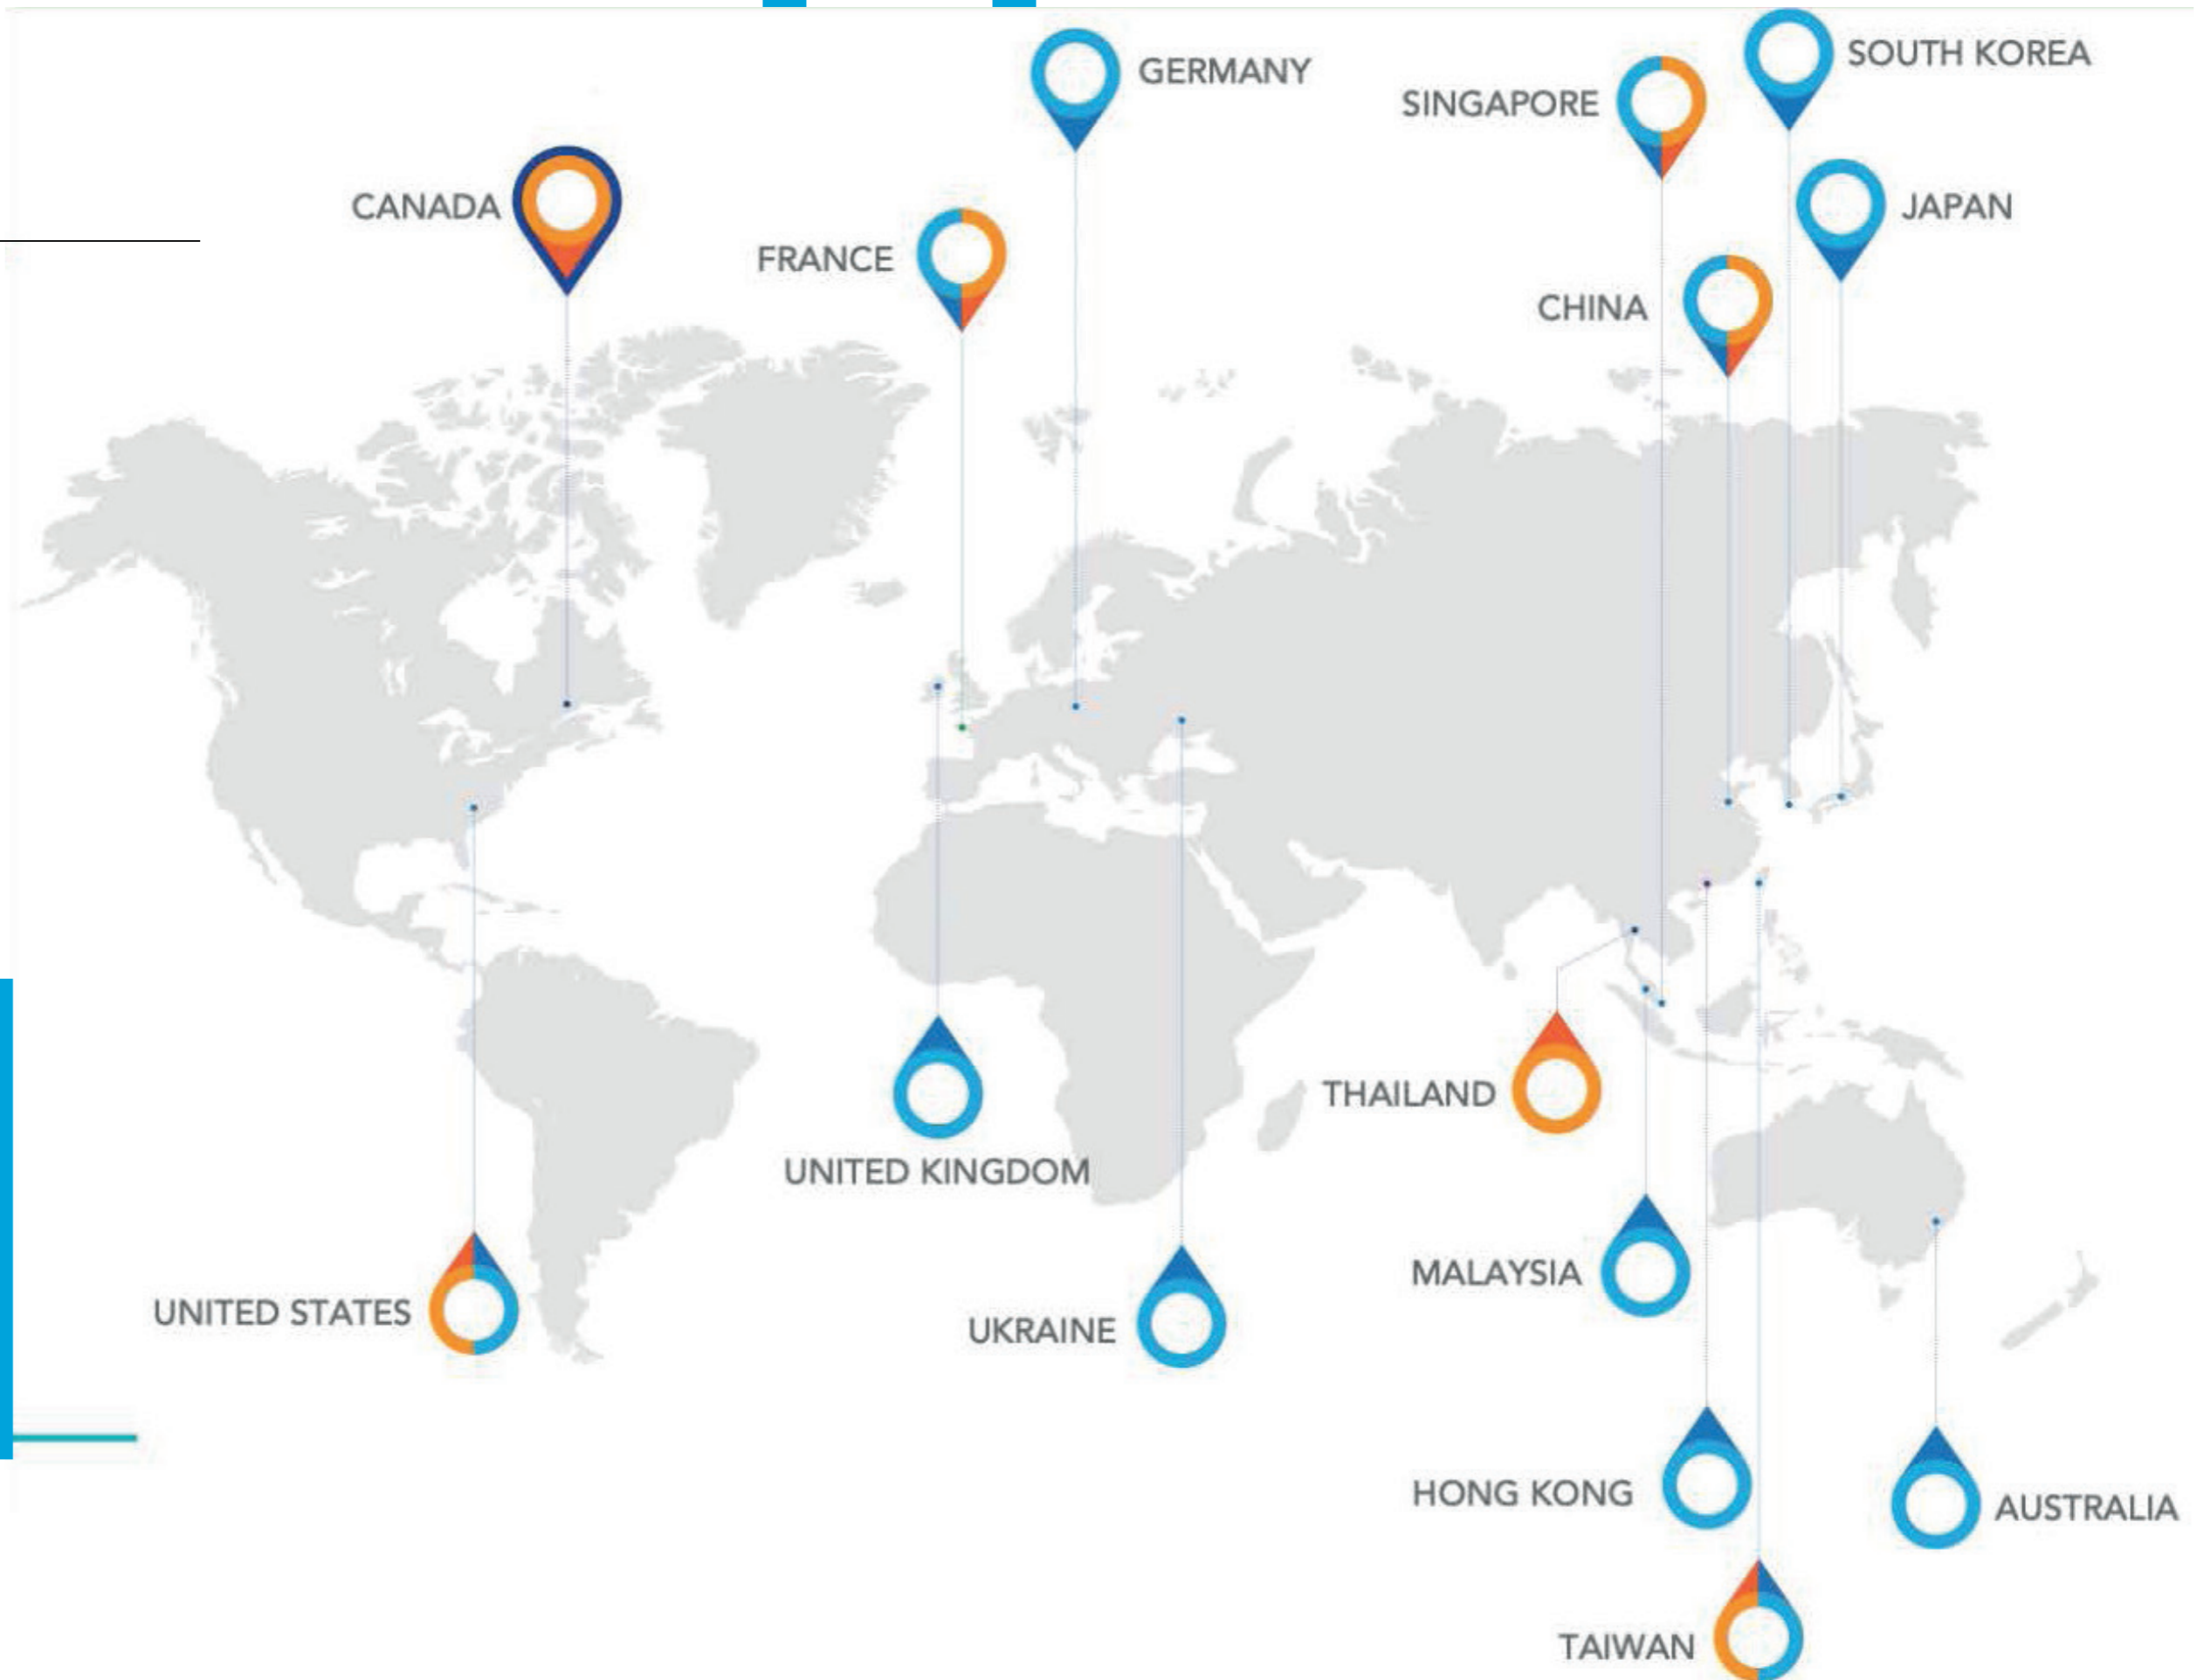 SOUTH KOREA
GERMANY
SINGAPORE
CANADA
JAPAN
FRANCE
CHINA
THAILAND
UNITED KINGDOM
MALAYSIA
UNITED STATES
UKRAINE
HONG KONG
AUSTRALIA
TAIWAN